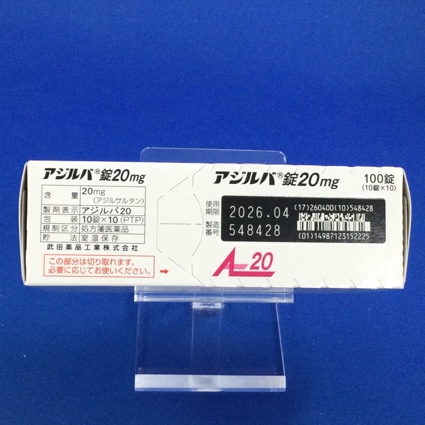 アジルバ®錠20mg
含量 20mg (アジルサルタン)
製剤表示 アジルバ20
包装 10錠×10(PTP)
規制区分 処方箋医薬品
貯法 室温保存
武田薬品工業株式会社
この部分は切り取れます。
必要に応じてお使いください。
アジルバ®錠20mg
100錠
(10錠×10)
使用期限 2026.04
製造番号 548428
(17)260400(10)548428
(01)14987123152225
A 20